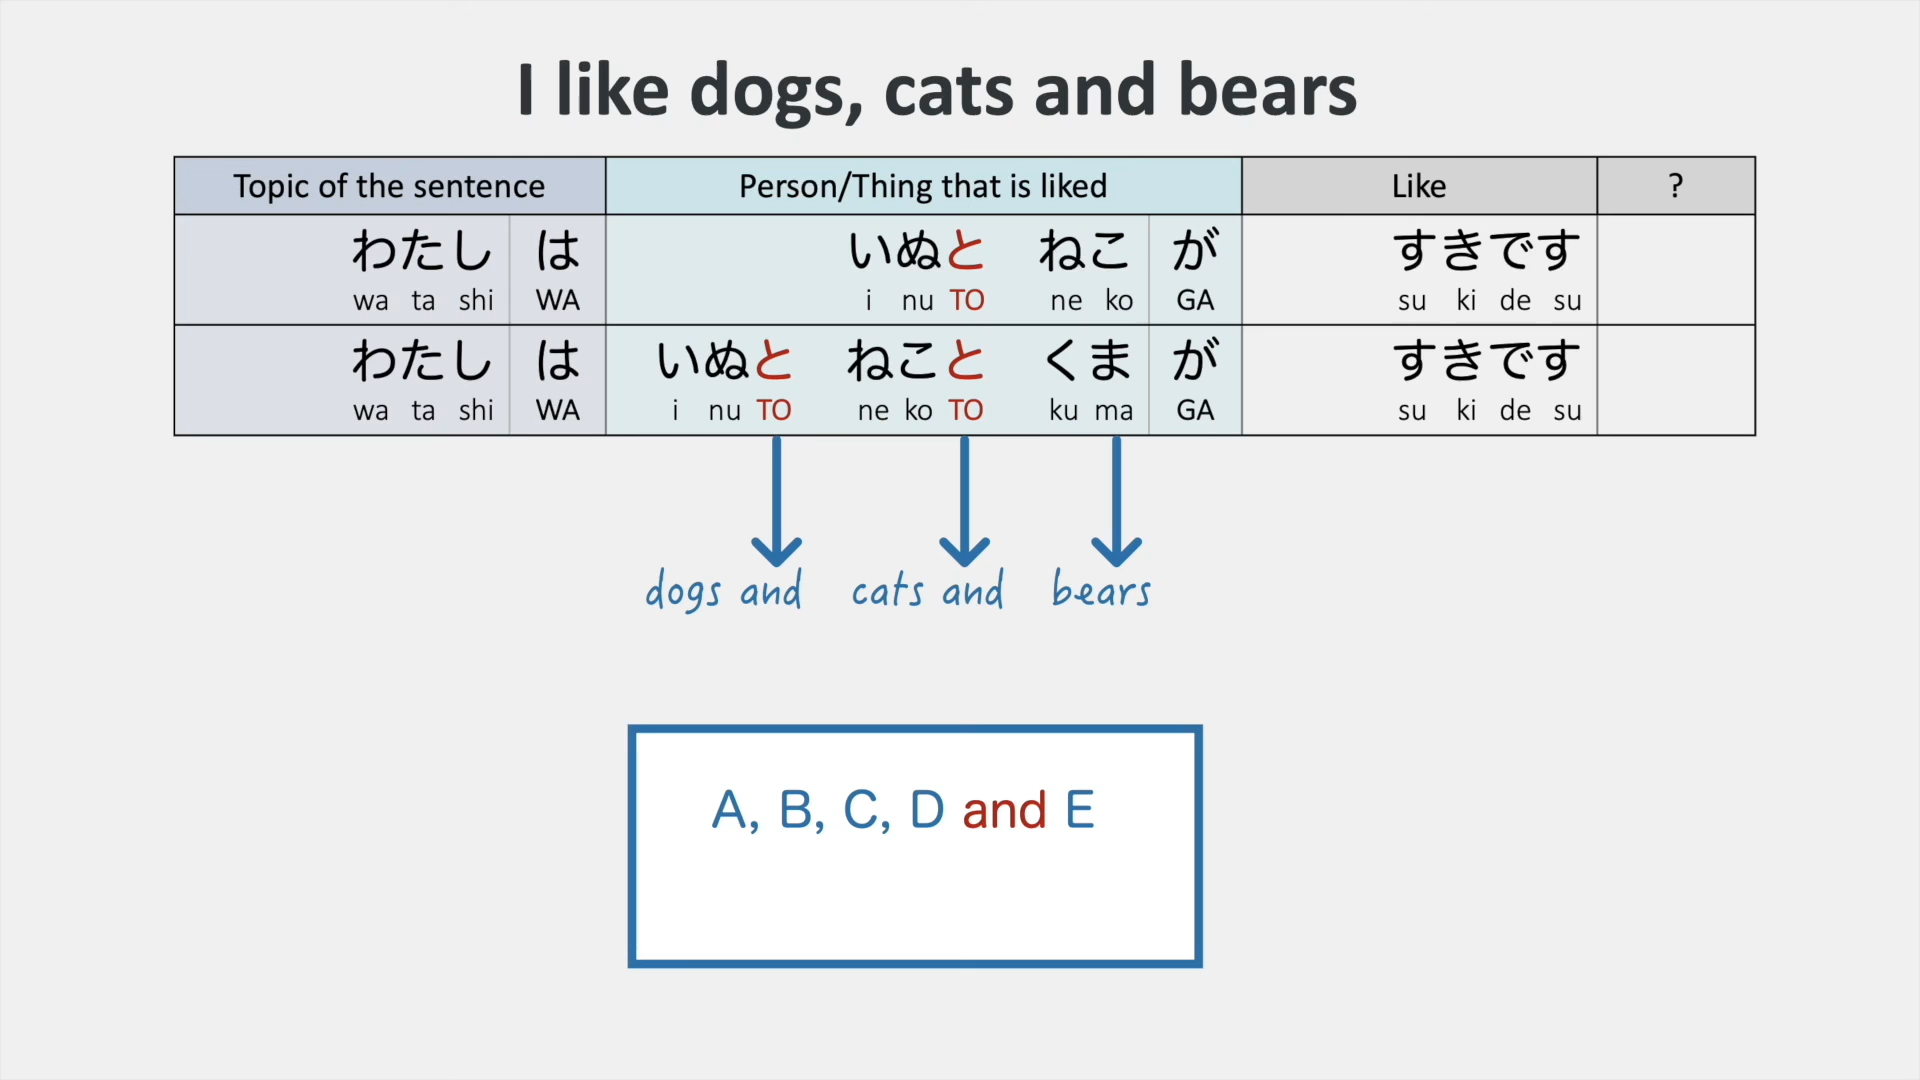 I like dogs, cats and bears
Topic of the sentence Person/Thing that is liked Like ?
わたし は いぬと ねこ が すきです
wa ta shi WA i nu TO ne ko GA su ki de su
わたし は いぬと ねこと くま が すきです
wa ta shi WA i nu TO ne ko TO ku ma GA su ki de su
dogs and cats and bears
A, B, C, D and E